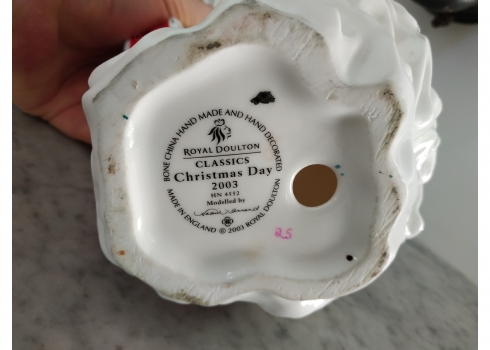 BONE CHINA HAND MADE AND HAND DECORATED
ROYAL DOULTON
CLASSICS
Christmas Day
2003
HN 4552
Modelled by
MADE IN ENGLAND © 2003 ROYAL DOULTON
25